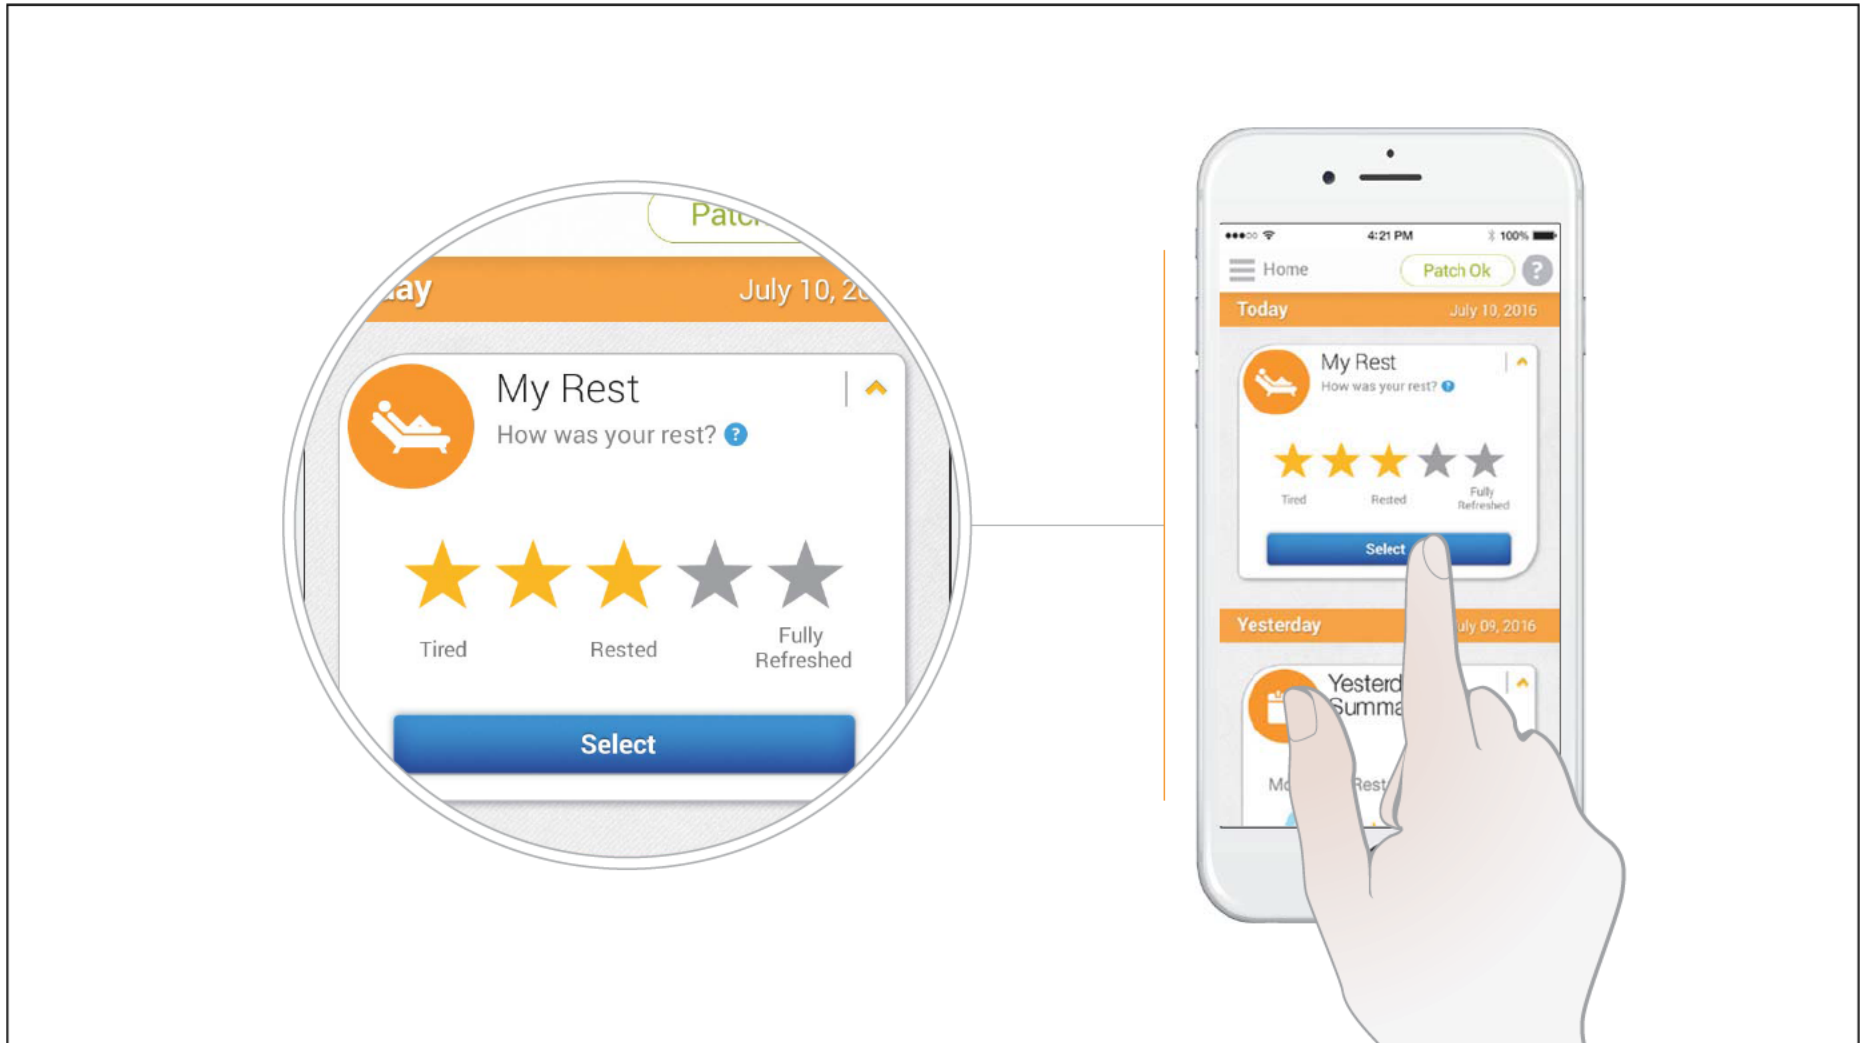 Patc
ay
July 10, 20
My Rest
How was your rest? ?
Tired
Rested
Fully
Refreshed
Select
4:21 PM
100%
Home
Patch Ok
?
Today
July 10, 2016
My Rest
How was your rest? ?
Tired
Rested
Fully
Refreshed
Select
Yesterday
uly 09, 2016
Yesterd
Summa
Mo
Rest